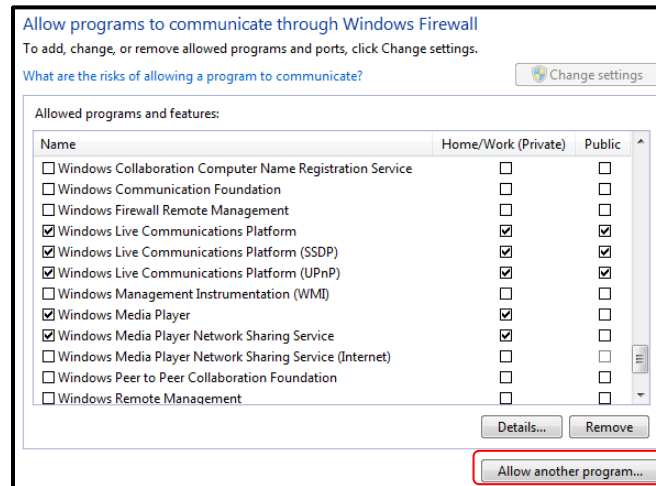 Allow programs to communicate through Windows Firewall
To add, change, or remove allowed programs and ports, click Change settings.
What are the risks of allowing a program to communicate?
Change settings
Allowed programs and features:
Name Home/Work (Private) Public
Windows Collaboration Computer Name Registration Service
Windows Communication Foundation
Windows Firewall Remote Management
Windows Live Communications Platform
Windows Live Communications Platform (SSDP)
Windows Live Communications Platform (UPnP)
Windows Management Instrumentation (WMI)
Windows Media Player
Windows Media Player Network Sharing Service
Windows Media Player Network Sharing Service (Internet)
Windows Peer to Peer Collaboration Foundation
Windows Remote Management
Details... Remove
Allow another program...